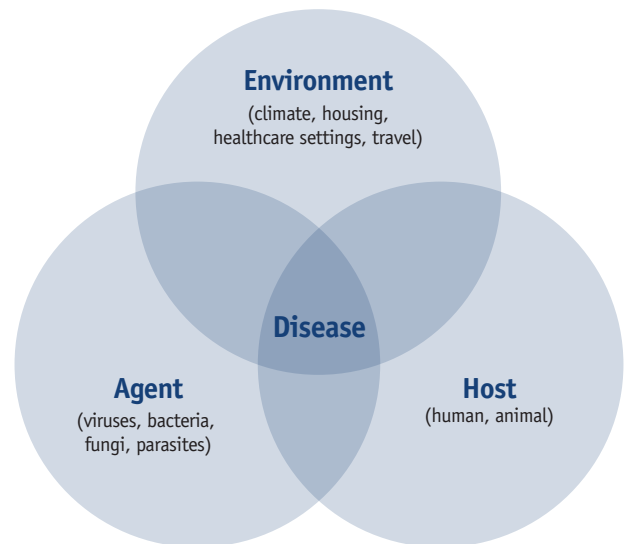 Environment
(climate, housing,
healthcare settings, travel)
Disease
Agent
(viruses, bacteria,
fungi, parasites)
Host
(human, animal)